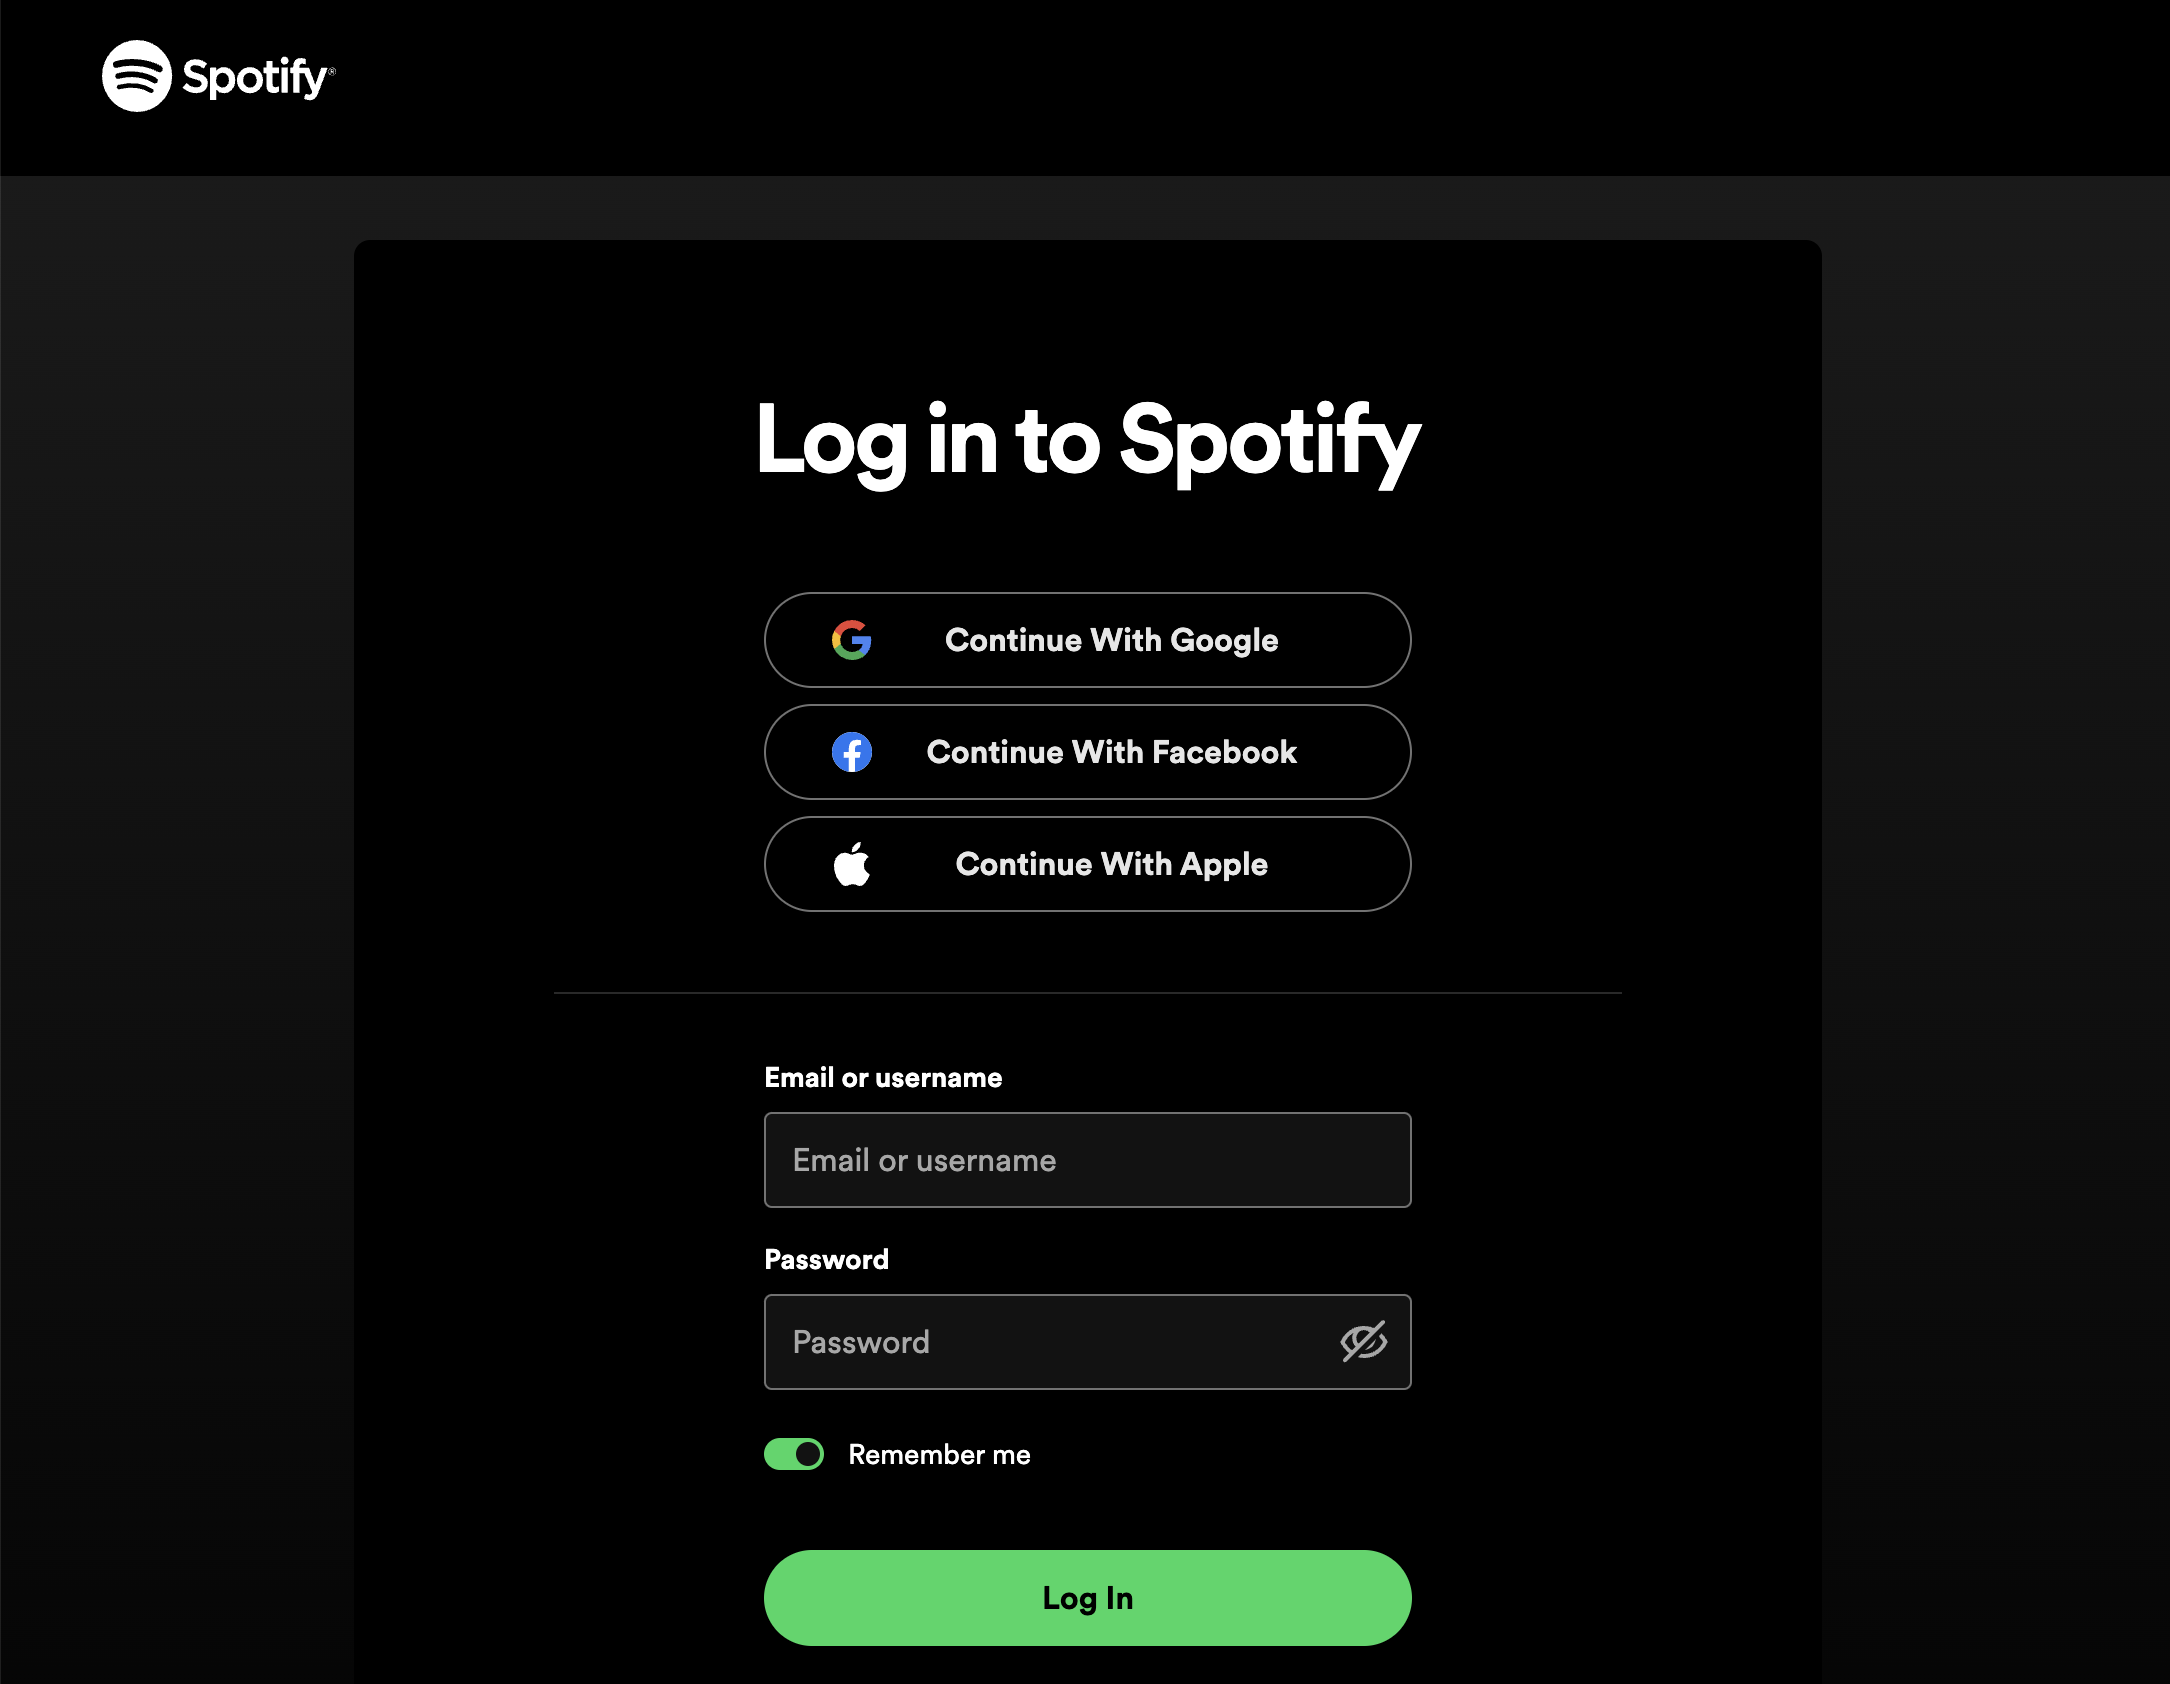 Spotify®
Log in to Spotify
Continue With Google
Continue With Facebook
Continue With Apple
Email or username
Email or username
Password
Password
Remember me
Log In